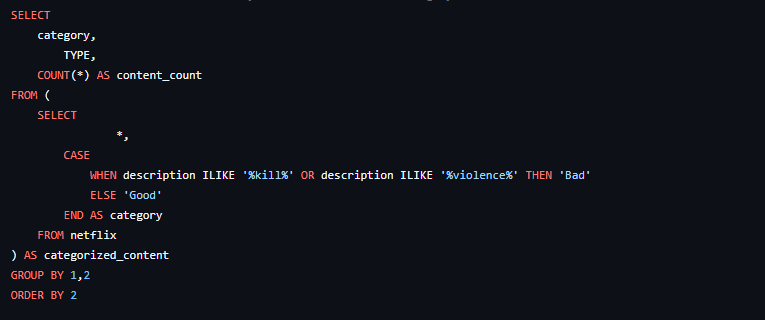 SELECT
    category,
        TYPE,
    COUNT(*) AS content_count
FROM (
    SELECT
                *,
        CASE
            WHEN description ILIKE '%kill%' OR description ILIKE '%violence%' THEN 'Bad'
            ELSE 'Good'
        END AS category
    FROM netflix
) AS categorized_content
GROUP BY 1,2
ORDER BY 2